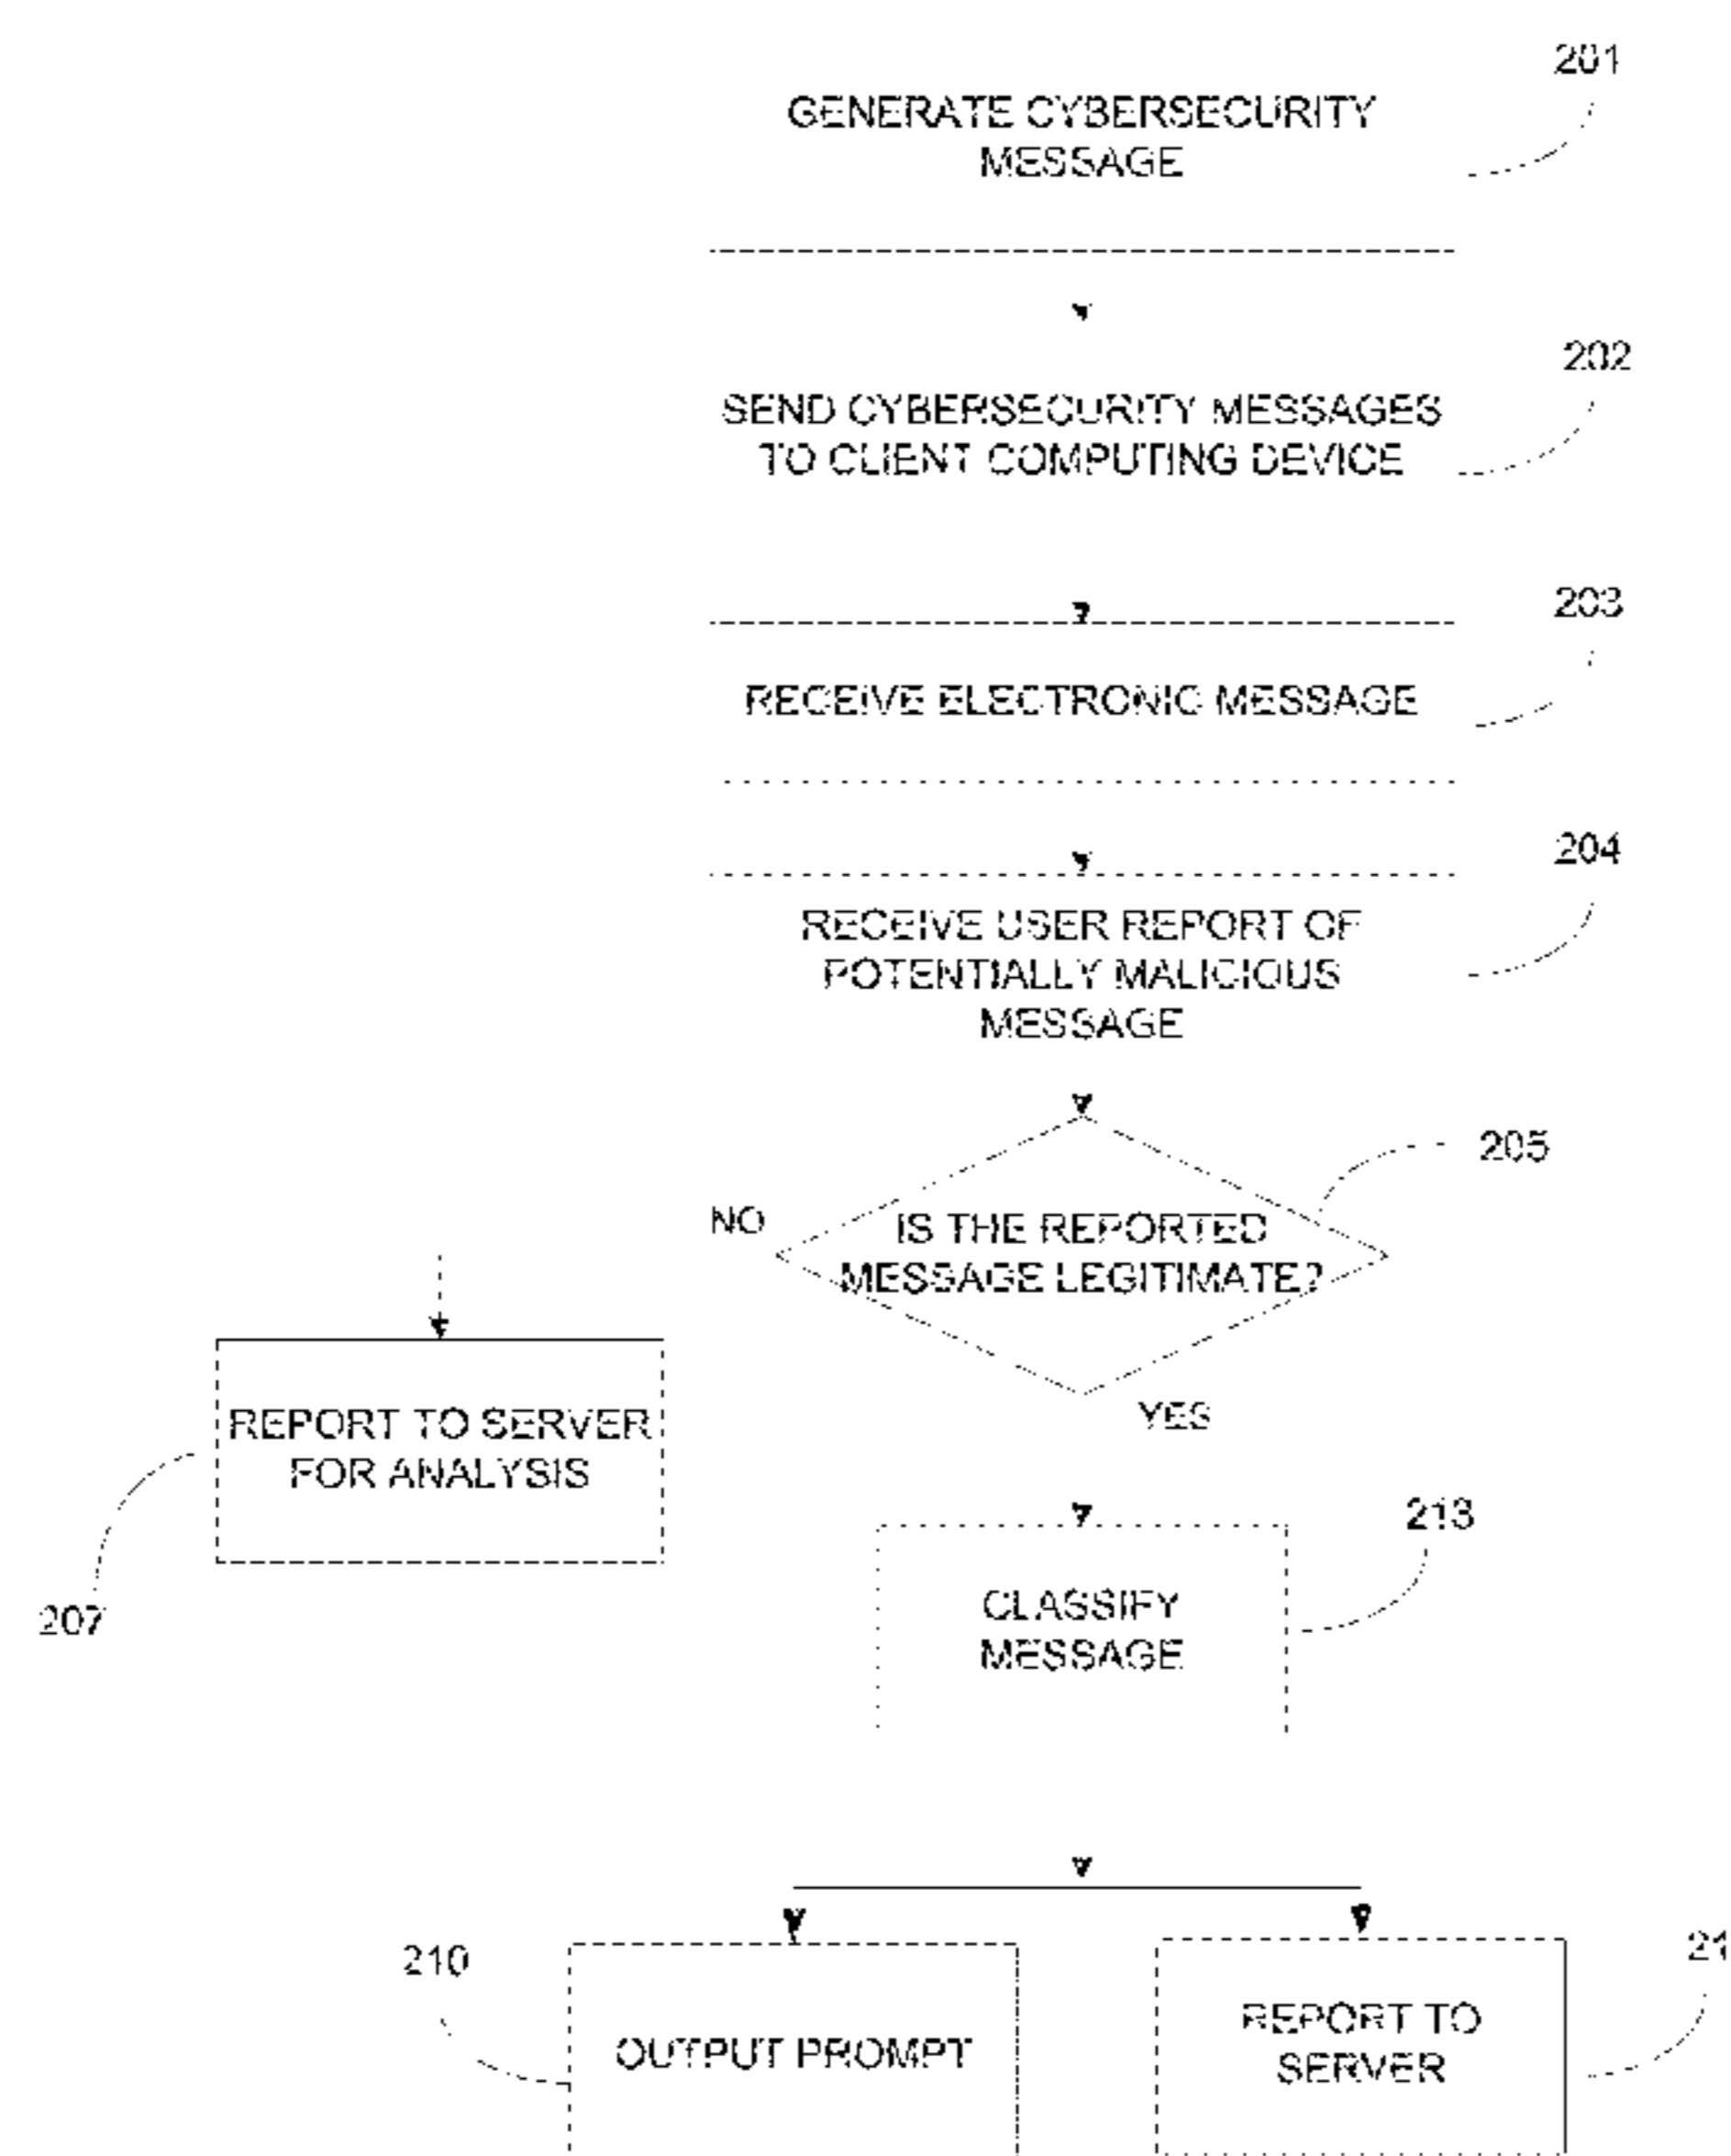 201
GENERATE CYBERSECURITY
MESSAGE
202
SEND CYBERSECURITY MESSAGES
TO CLIENT COMPUTING DEVICE
203
RECEIVE ELECTRONIC MESSAGE
204
RECEIVE USER REPORT OF
POTENTIALLY MALICIOUS
MESSAGE
205
NO
IS THE REPORTED
MESSAGE LEGITIMATE?
YES
REPORT TO SERVER
FOR ANALYSIS
207
213
CLASSIFY
MESSAGE
210
OUTPUT PROMPT
REPORT TO
SERVER